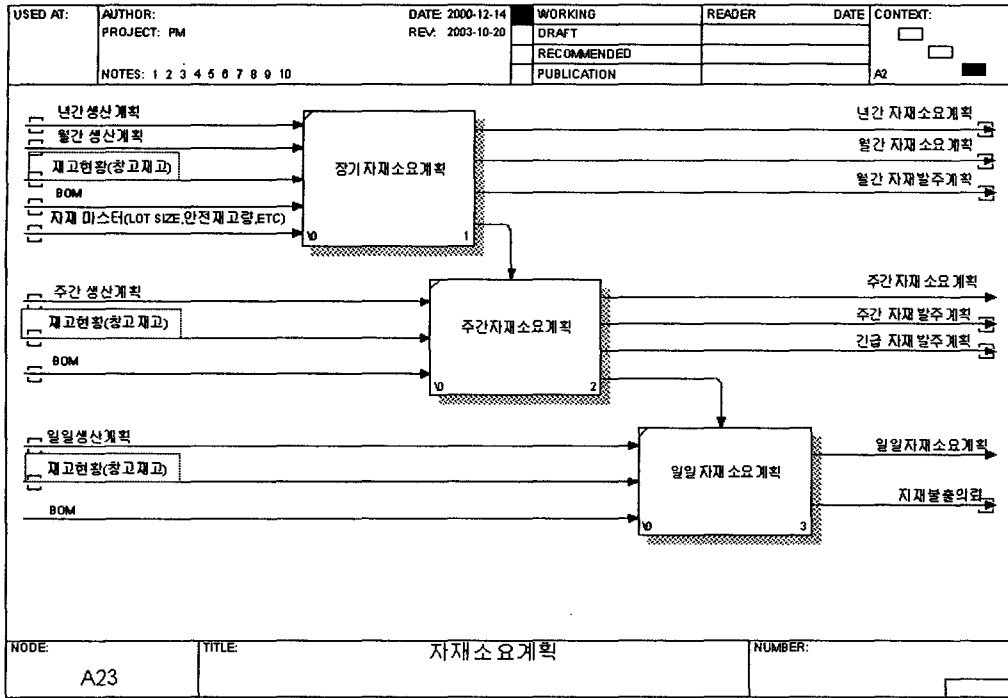 USED AT:
AUTHOR:
DATE: 2000-12-14
PROJECT: PM
REV: 2003-10-20
NOTES: 1 2 3 4 5 6 7 8 9 10
WORKING
DRAFT
RECOMMENDED
PUBLICATION
READER
DATE
CONTEXT:
A2
년간 생산계획
월간 생산계획
재고현황(창고재고)
BOM
자재 마스터(LOT SIZE,안전재고량,ETC)
장기자재소요계획
\0
1
년간 자재소요계획
월간 자재소요계획
월간 자재발주계획
주간 생산계획
재고현황(창고재고)
BOM
주간자재소요계획
\0
2
주간 자재 소요 계획
주간 자재 발주 계획
긴급 자재 발주 계획
일일생산계획
재고현황(창고재고)
BOM
일일 자재소요계획
\0
3
일일자재소요계획
지재불출의뢰
NODE:
A23
TITLE:
자재소요계획
NUMBER: